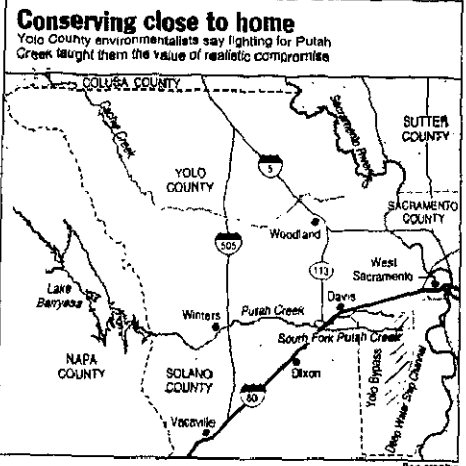 Conserving close to home
Yolo County environmentalists say fighting for Putah
Creek taught them the value of realistic compromise
COLUSA COUNTY
Cache Creek
Sacramento River
SUTTER
COUNTY
YOLO
COUNTY
5
SACRAMENTO
COUNTY
Woodland
505
113
West
Sacramento
Lake
Berryessa
Winters
Putah Creek
Davis
South Fork Putah Creek
NAPA
COUNTY
SOLANO
COUNTY
Dixon
Yolo Bypass
Deep Water Ship Channel
80
Vacaville